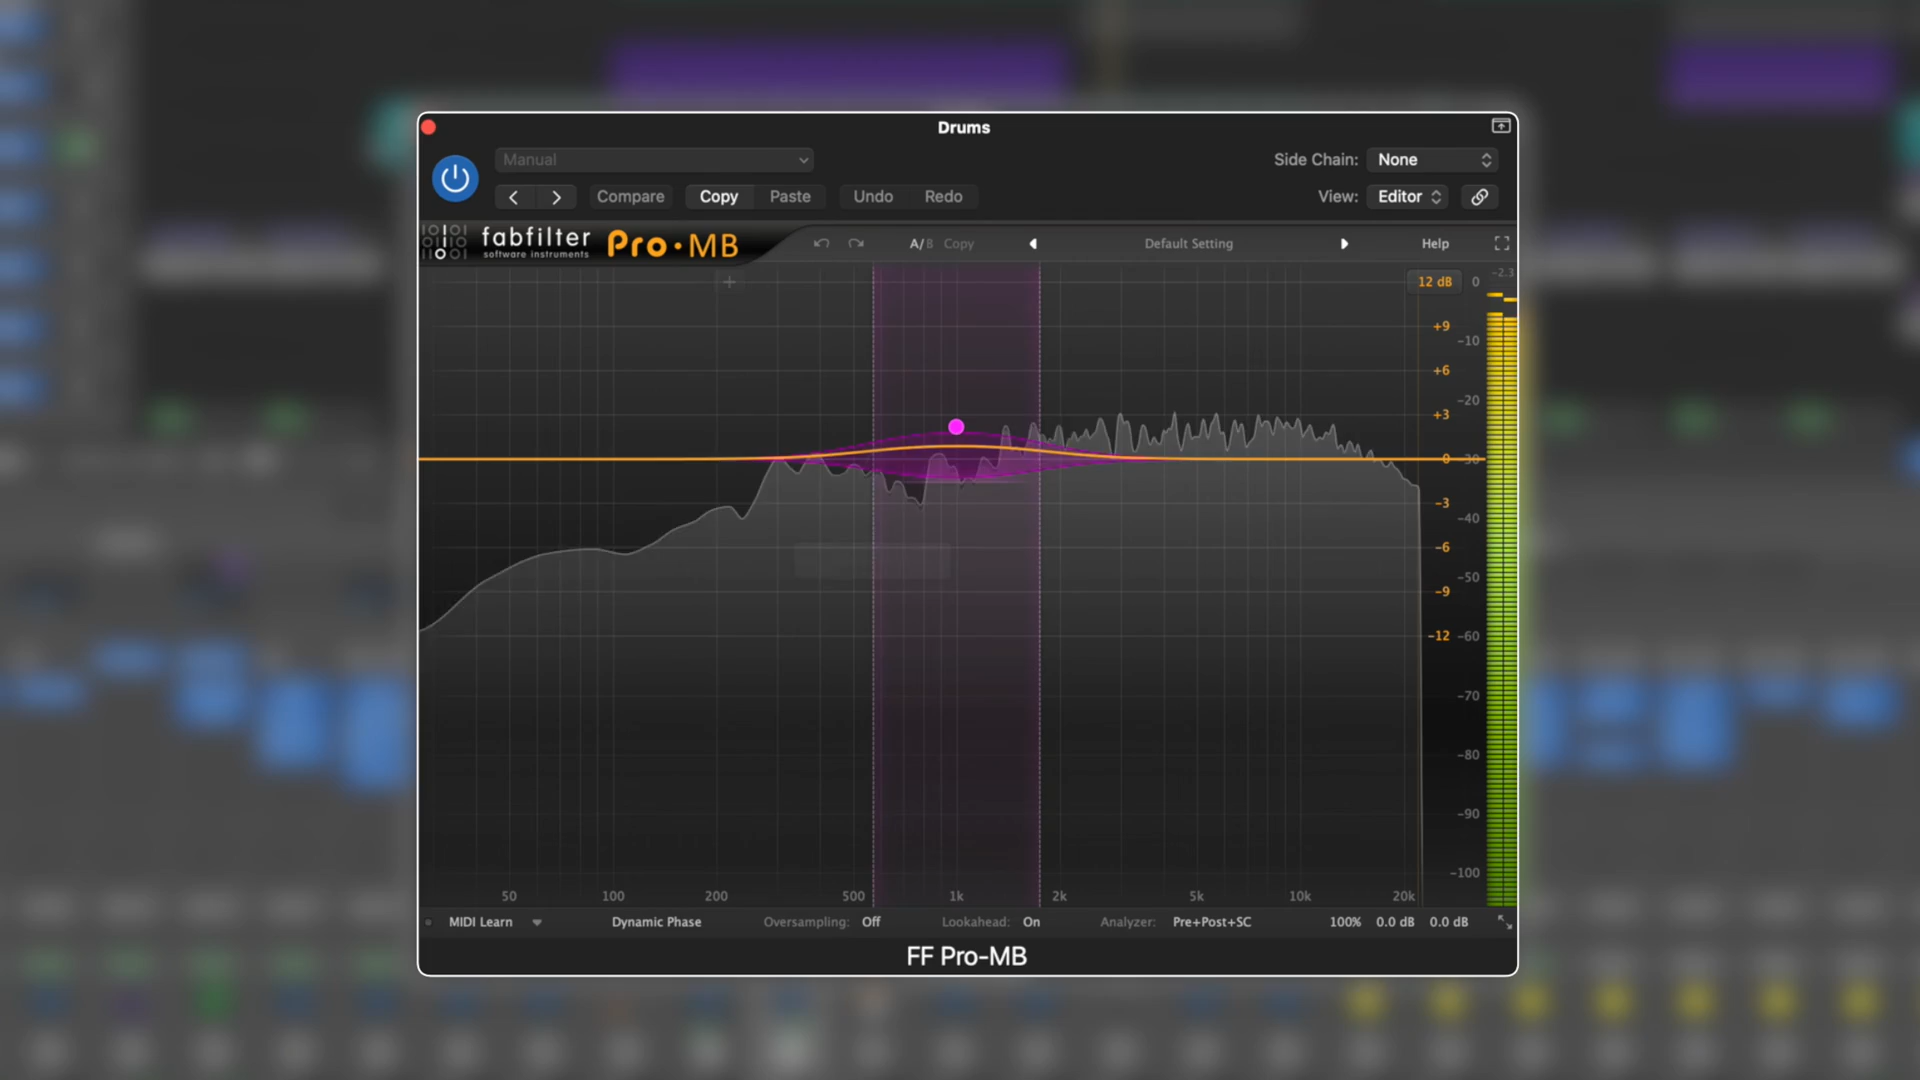 Drums
Manual
Side Chain: None
Compare Copy Paste Undo Redo
View: Editor
fabfilter Pro·MB
software instruments
A/B Copy
Default Setting
Help
12 dB 0 -2.3
+9 -10
+6 -20
+3
0 -30
-3 -40
-6 -50
-9
-12 -60
-70
-80
-90
-100
50 100 200 500 1k 2k 5k 10k 20k
MIDI Learn Dynamic Phase Oversampling: Off Lookahead: On Analyzer: Pre+Post+SC 100% 0.0 dB 0.0 dB
FF Pro-MB